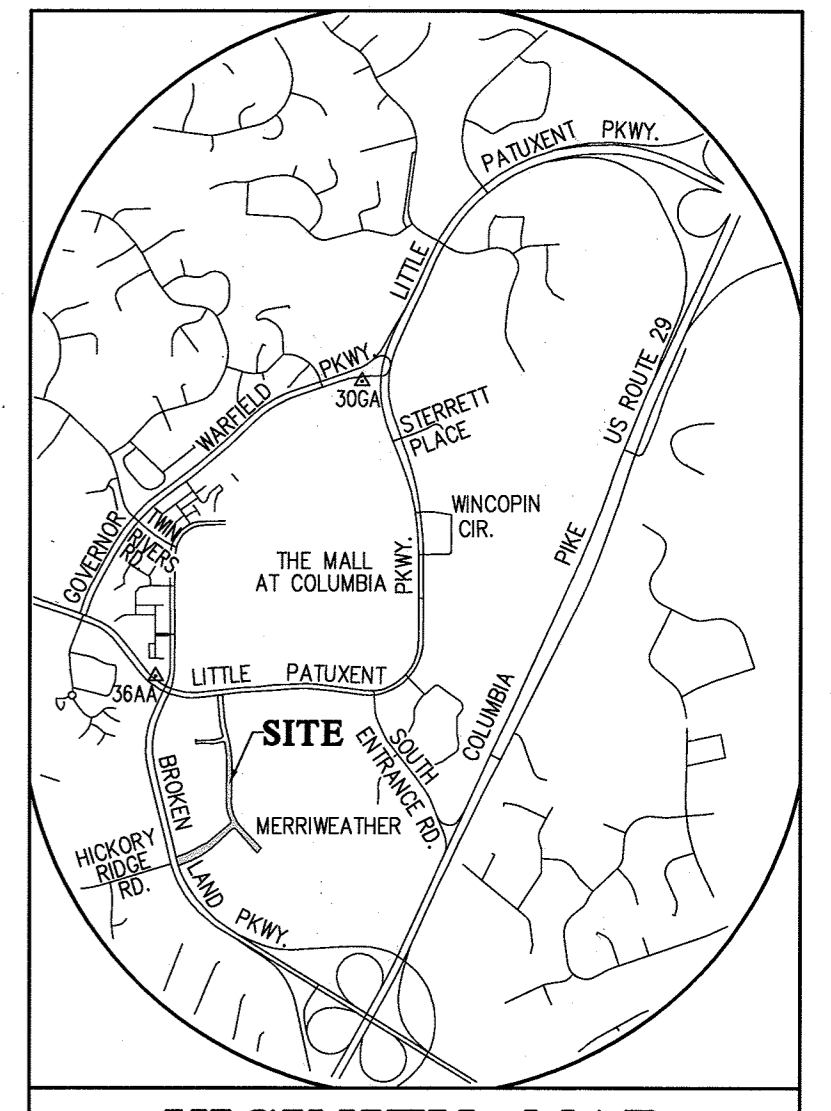 PATUXENT PKWY.
LITTLE
US ROUTE 29
PKWY.
30GA
WARFIELD
STERRETT
PLACE
WINCOPIN
CIR.
GOVERNOR
TWIN
RIVERS
RD.
THE MALL
AT COLUMBIA
PKWY.
PIKE
36AA
LITTLE PATUXENT
COLUMBIA
SITE
SOUTH
ENTRANCE RD.
BROKEN
MERRIWEATHER
HICKORY
RIDGE
RD.
LAND
PKWY.